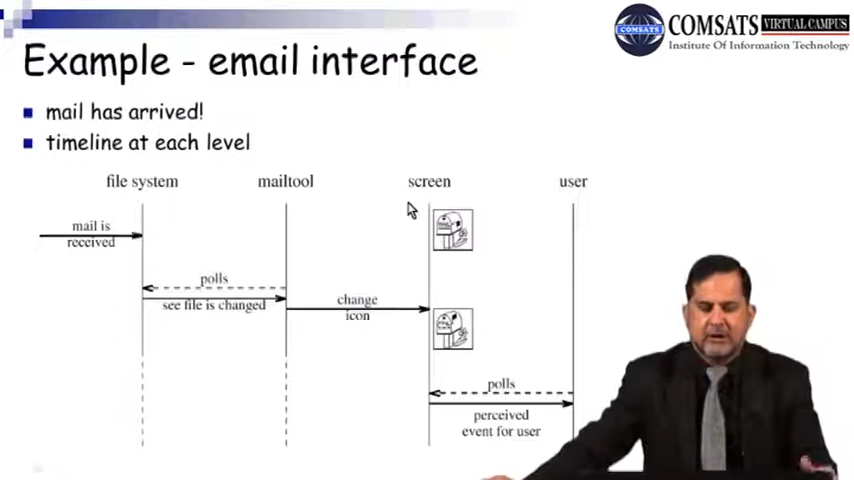 COMSATS
COMSATS VIRTUAL CAMPUS
Institute Of Information Technology
Example - email interface
mail has arrived!
timeline at each level
file system mailtool screen user
mail is
received
polls
see file is changed
change
icon
polls
perceived
event for user